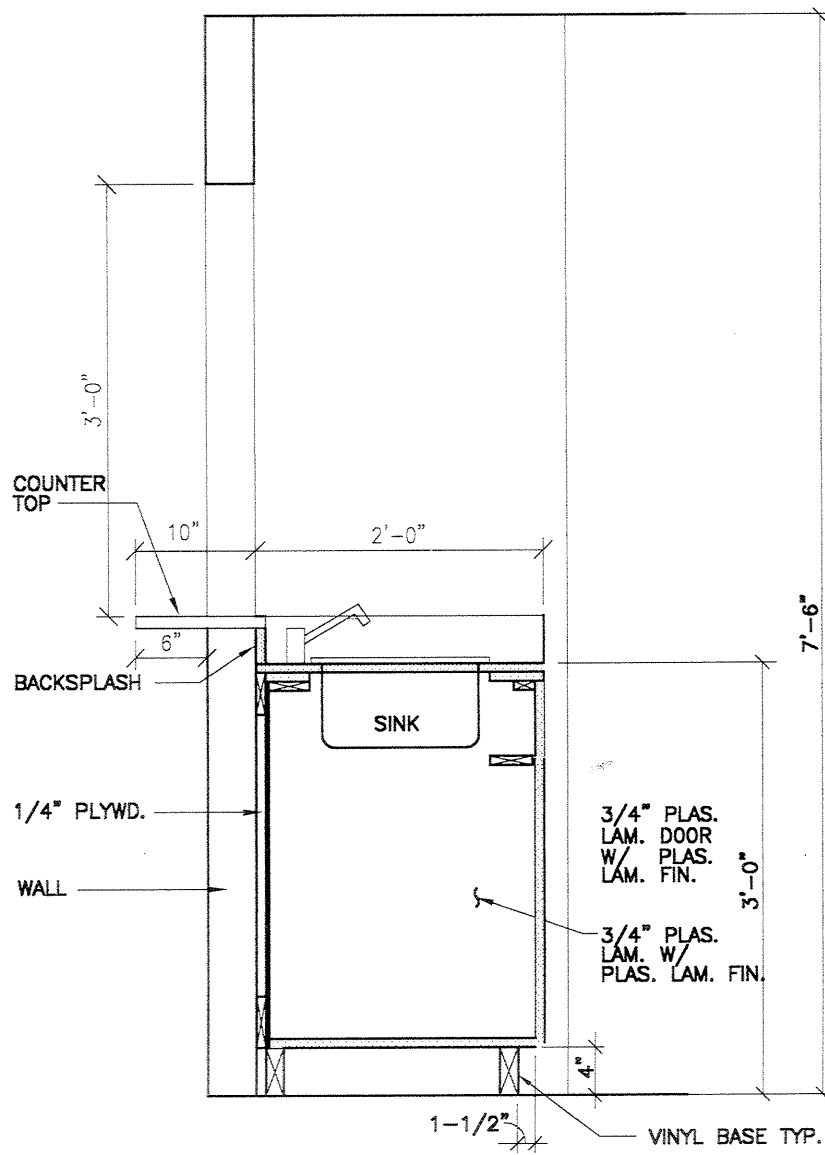 3'-0"
COUNTER
TOP
10"
2'-0"
7'-6"
6"
BACKSPLASH
SINK
1/4" PLYWD.
3/4" PLAS.
LAM. DOOR
W/ PLAS.
LAM. FIN.
3'-0"
WALL
3/4" PLAS.
LAM. W/
PLAS. LAM. FIN.
4"
1-1/2"
VINYL BASE TYP.